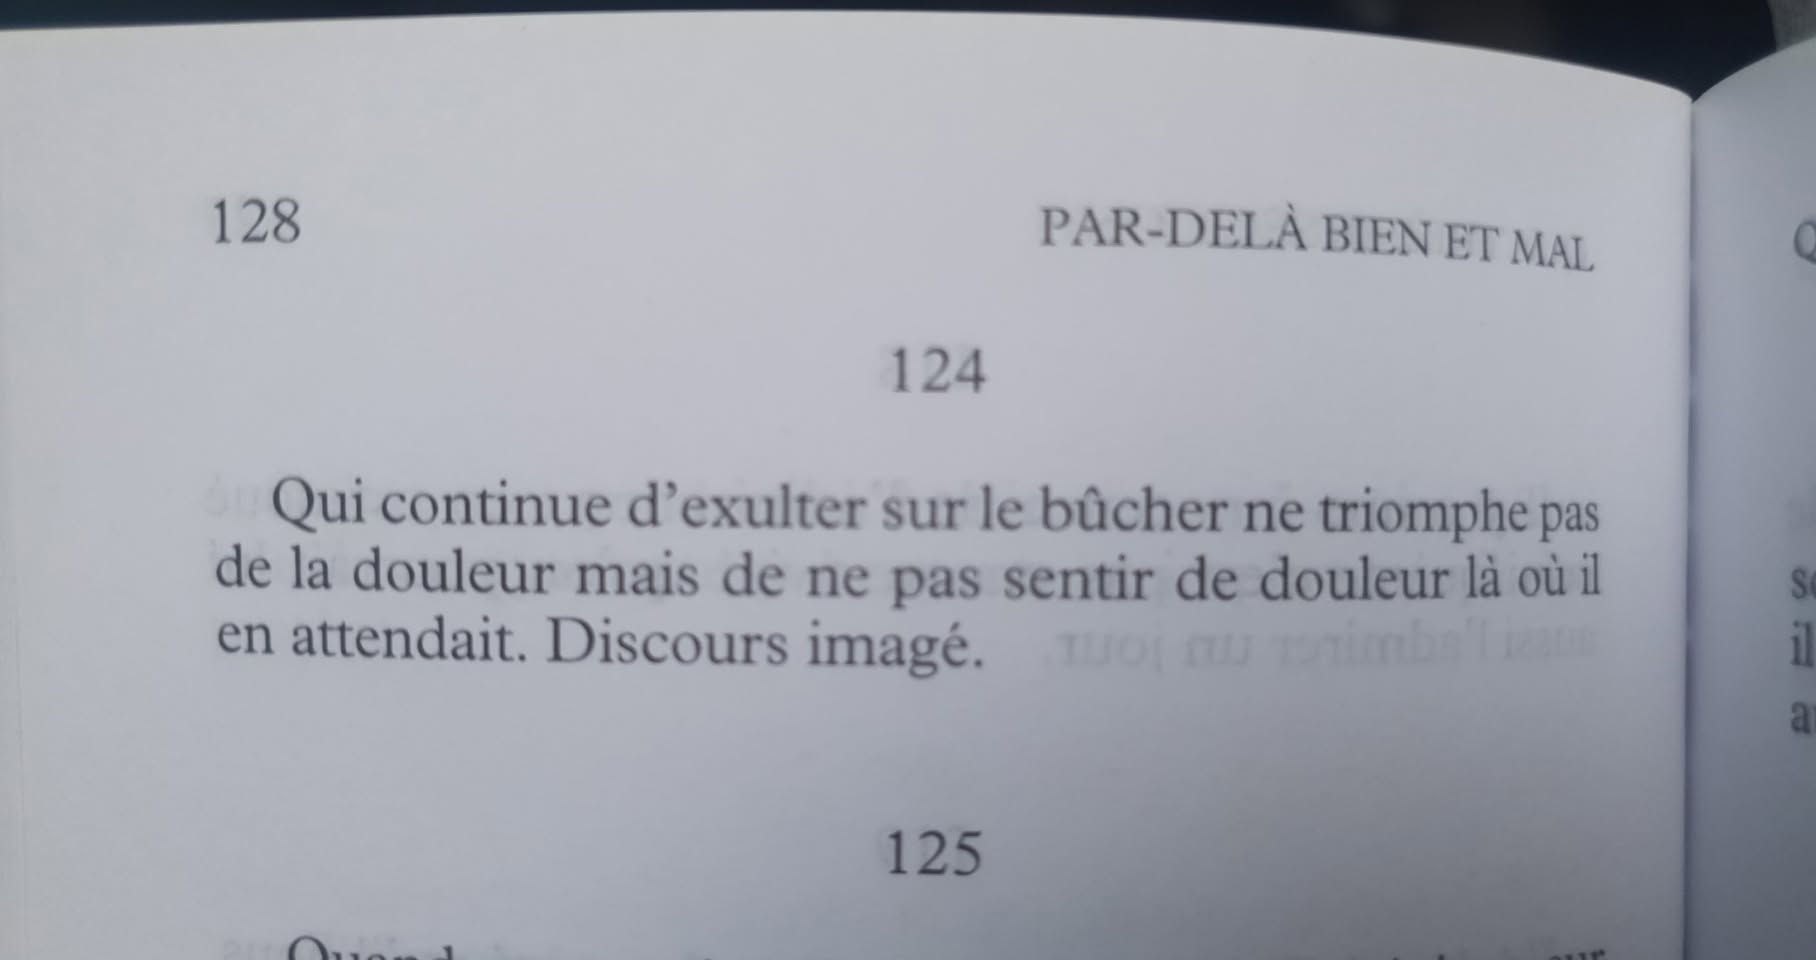 128
PAR-DELÀ BIEN ET MAL
124
Qui continue d’exulter sur le bûcher ne triomphe pas
de la douleur mais de ne pas sentir de douleur là où il
en attendait. Discours imagé.
125
Quand